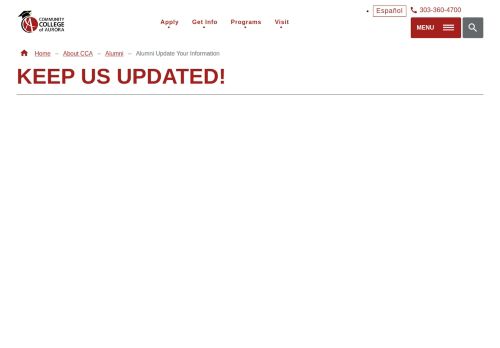 COMMUNITY
COLLEGE
of AURORA
Apply
Get Info
Programs
Visit
Español
303-360-4700
MENU
Home – About CCA – Alumni – Alumni Update Your Information
KEEP US UPDATED!